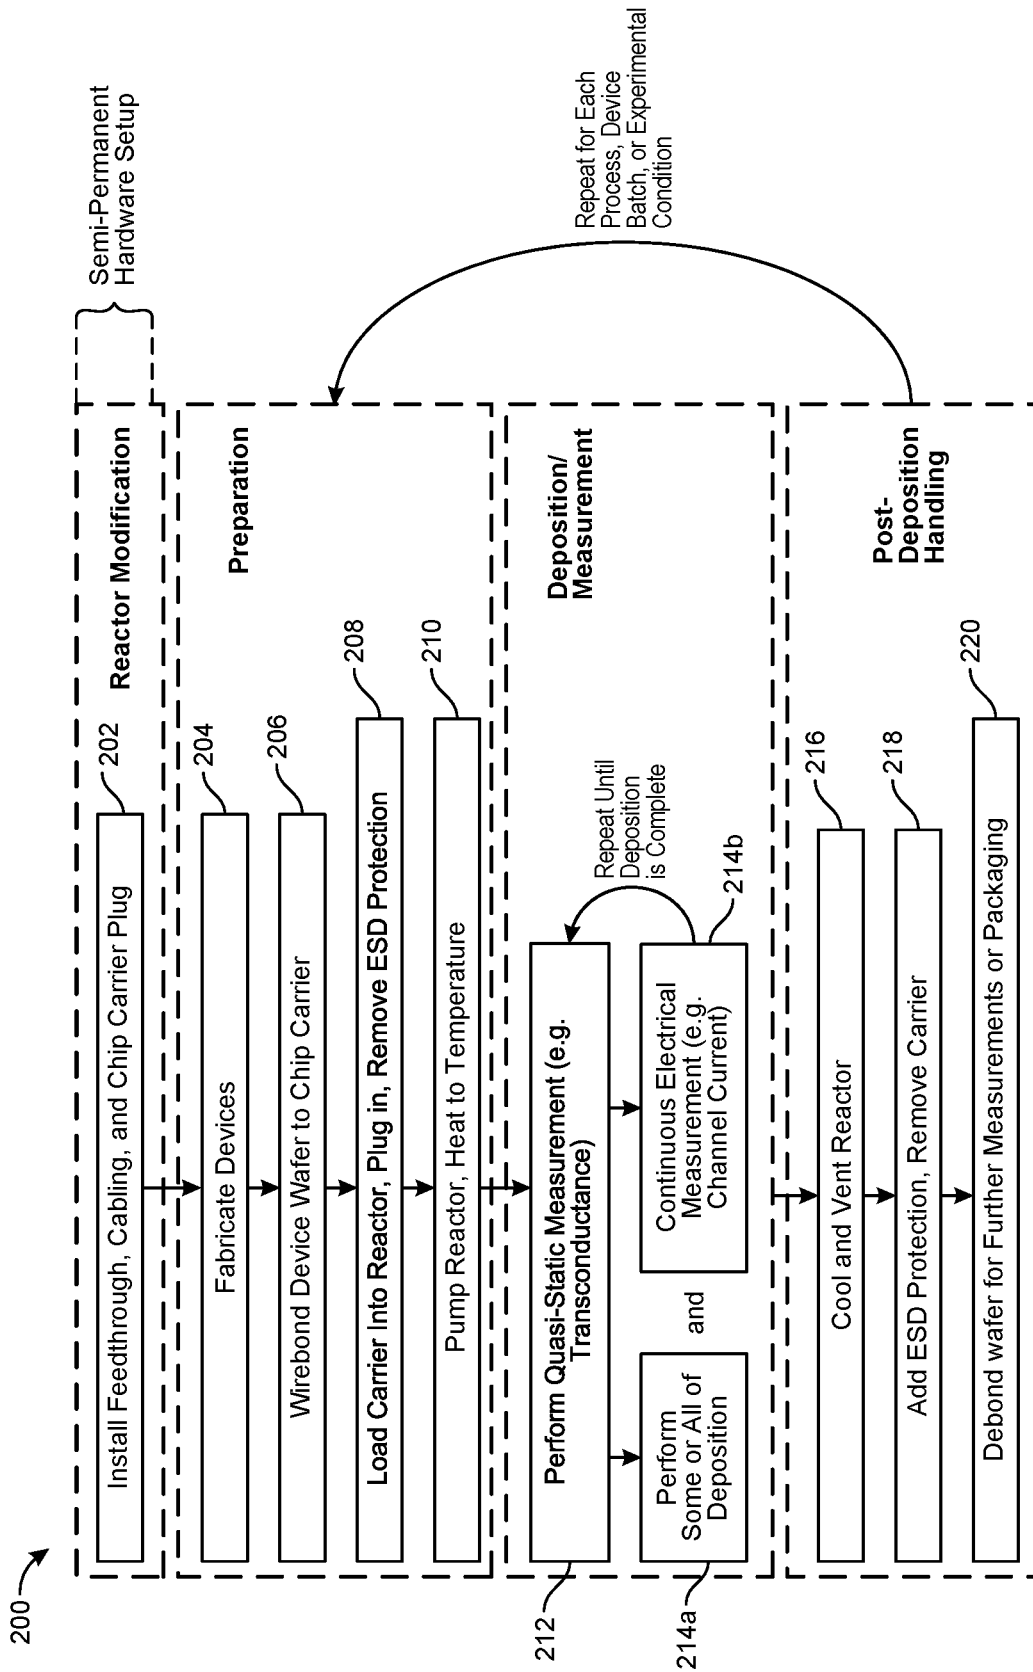 200
Semi-Permanent
Hardware Setup
Reactor Modification
202
Install Feedthrough, Cabling, and Chip Carrier Plug
Preparation
204
Fabricate Devices
206
Wirebond Device Wafer to Chip Carrier
208
Load Carrier Into Reactor, Plug in, Remove ESD Protection
210
Pump Reactor, Heat to Temperature
Repeat for Each
Process, Device
Batch, or Experimental
Condition
Deposition/
Measurement
212
Perform Quasi-Static Measurement (e.g.
Transconductance)
Repeat Until
Deposition
is Complete
214a
Perform
Some or All of
Deposition
and
Continuous Electrical
Measurement (e.g.
Channel Current)
214b
Post-
Deposition
Handling
216
Cool and Vent Reactor
218
Add ESD Protection, Remove Carrier
220
Debond wafer for Further Measurements or Packaging